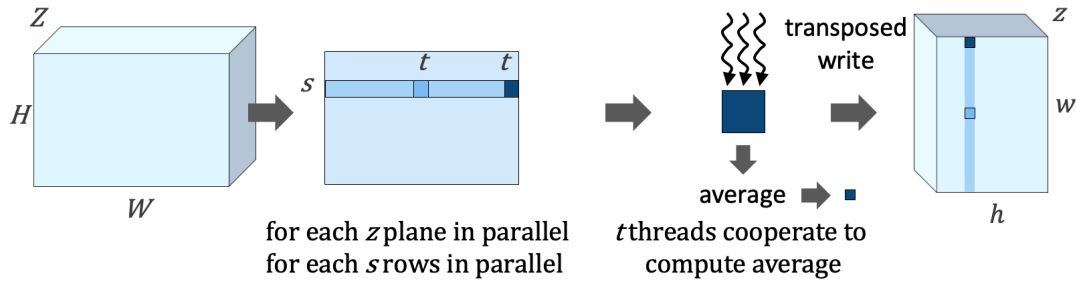 Z
H
W
s
t
t
for each z plane in parallel
for each s rows in parallel
average
t threads cooperate to
compute average
transposed
write
z
w
h